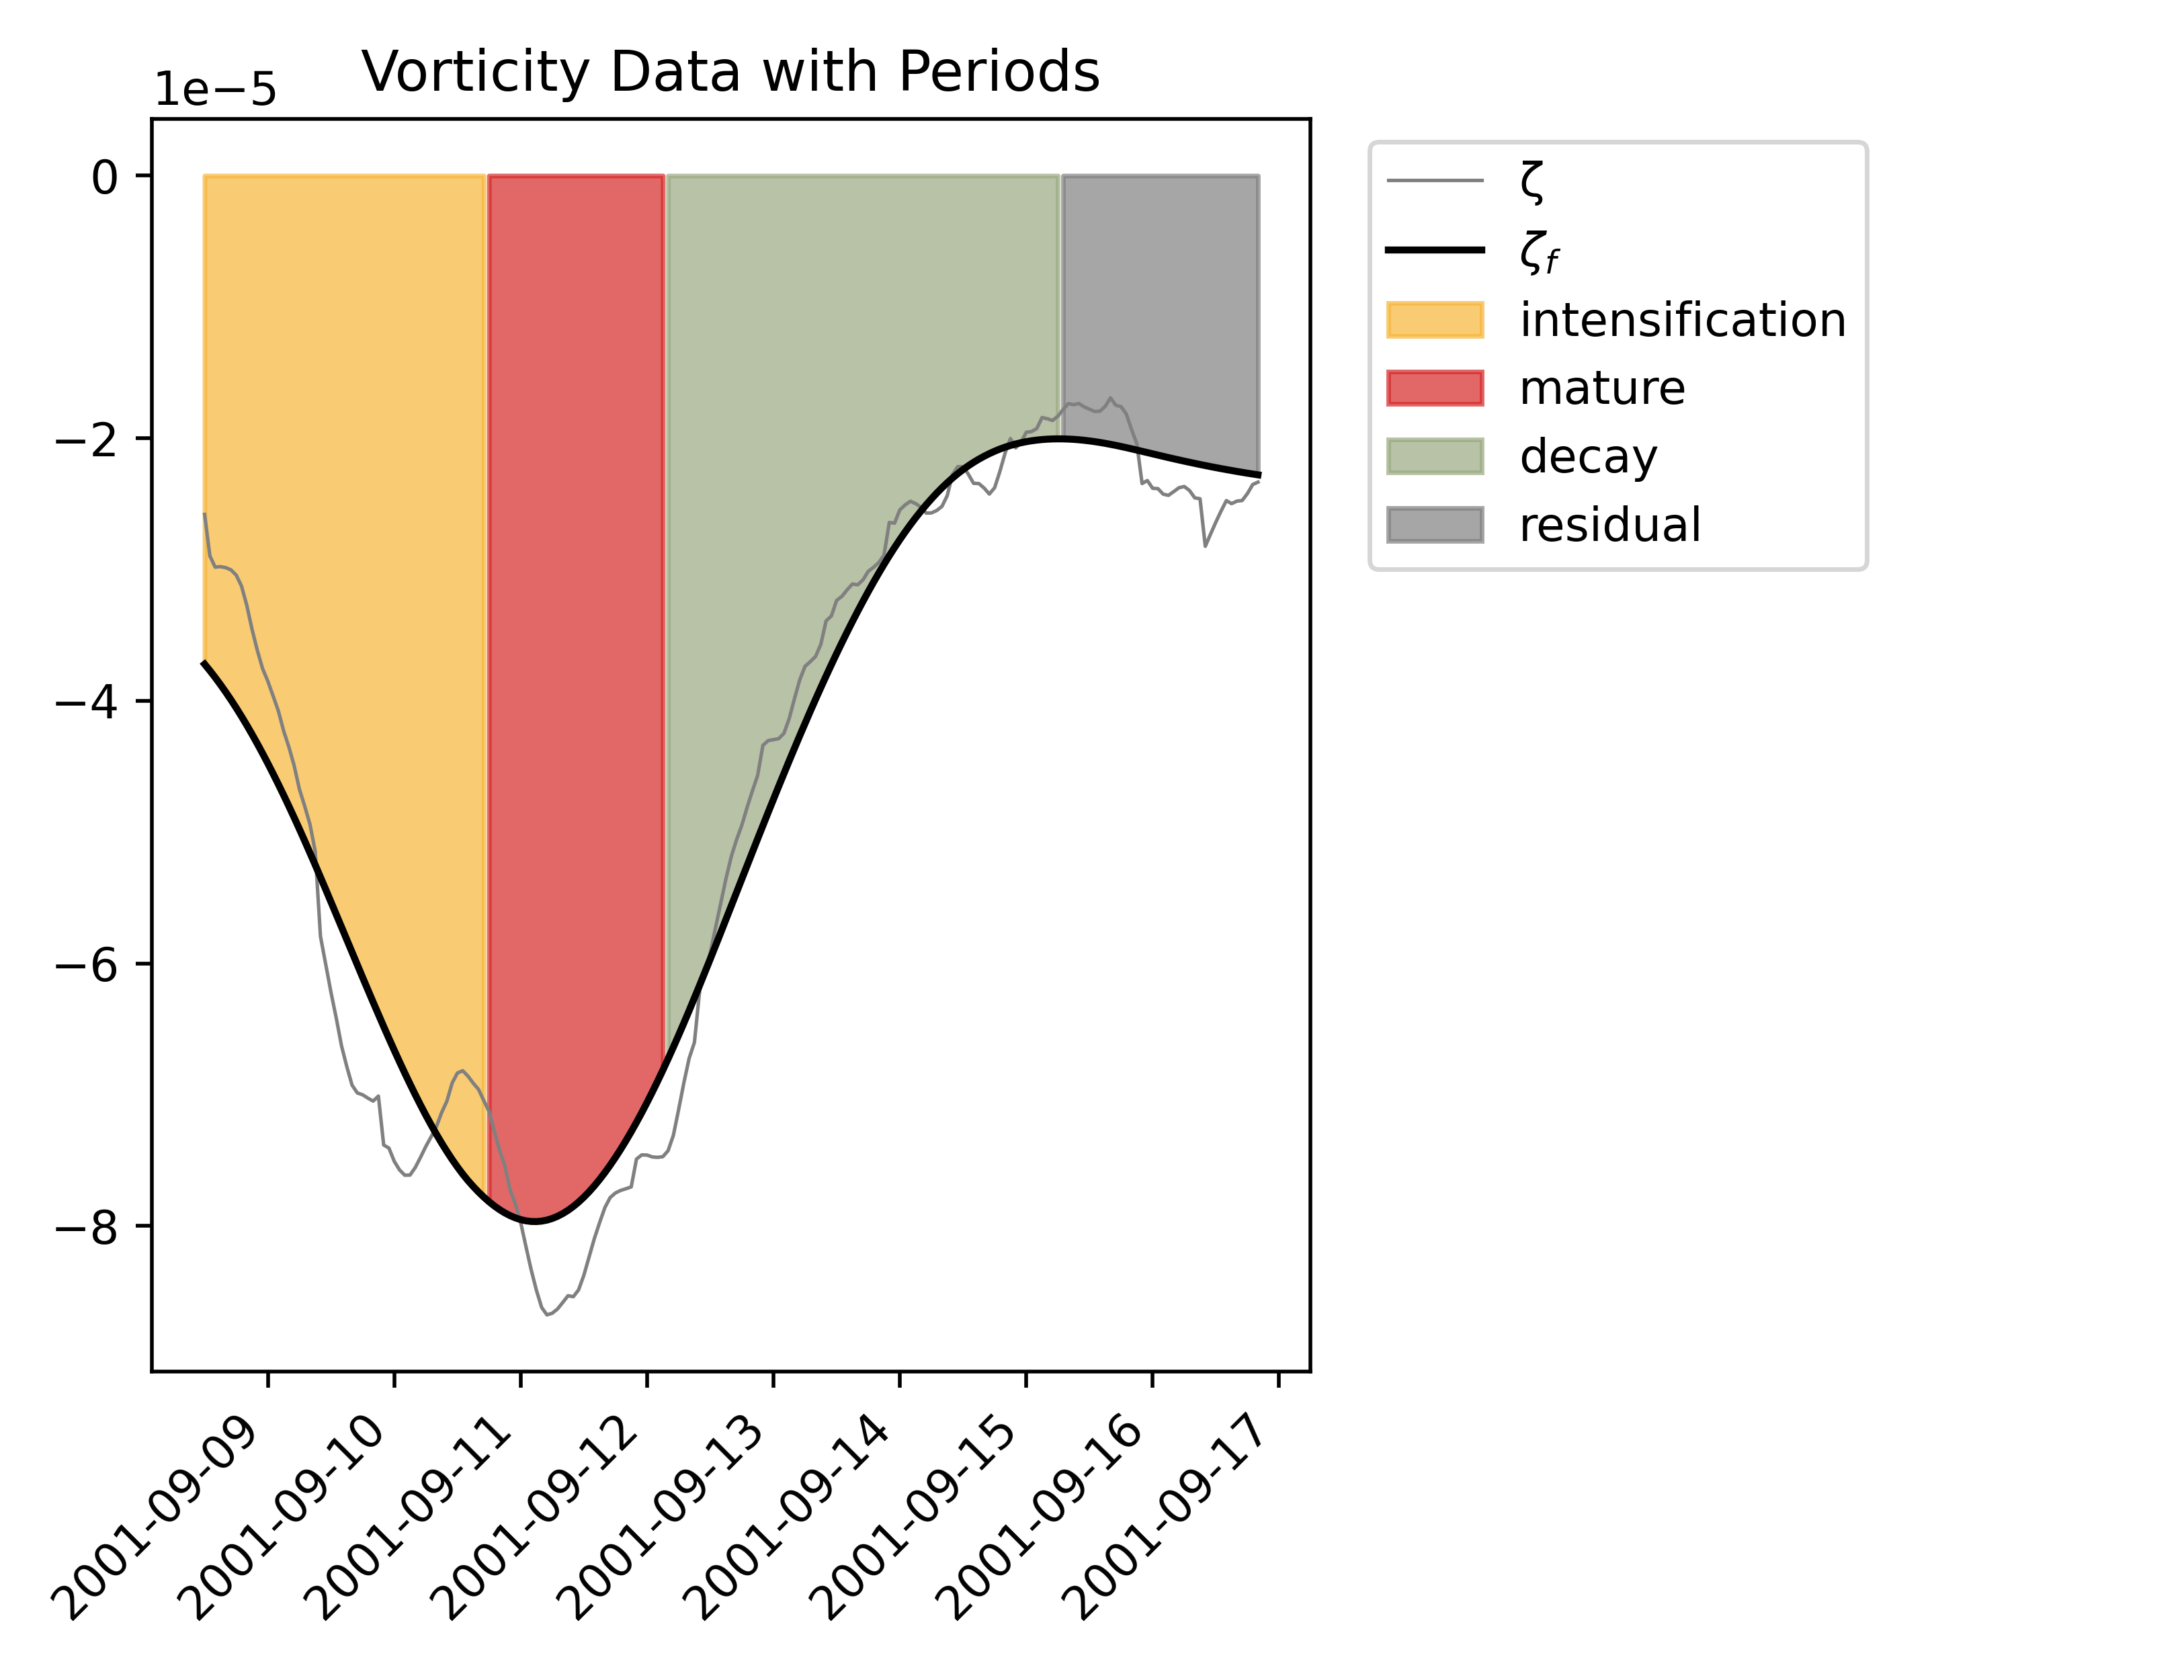 Vorticity Data with Periods
1e−5
0
−2
−4
−6
−8
2001-09-09
2001-09-10
2001-09-11
2001-09-12
2001-09-13
2001-09-14
2001-09-15
2001-09-16
2001-09-17
ζ
ζf
intensification
mature
decay
residual